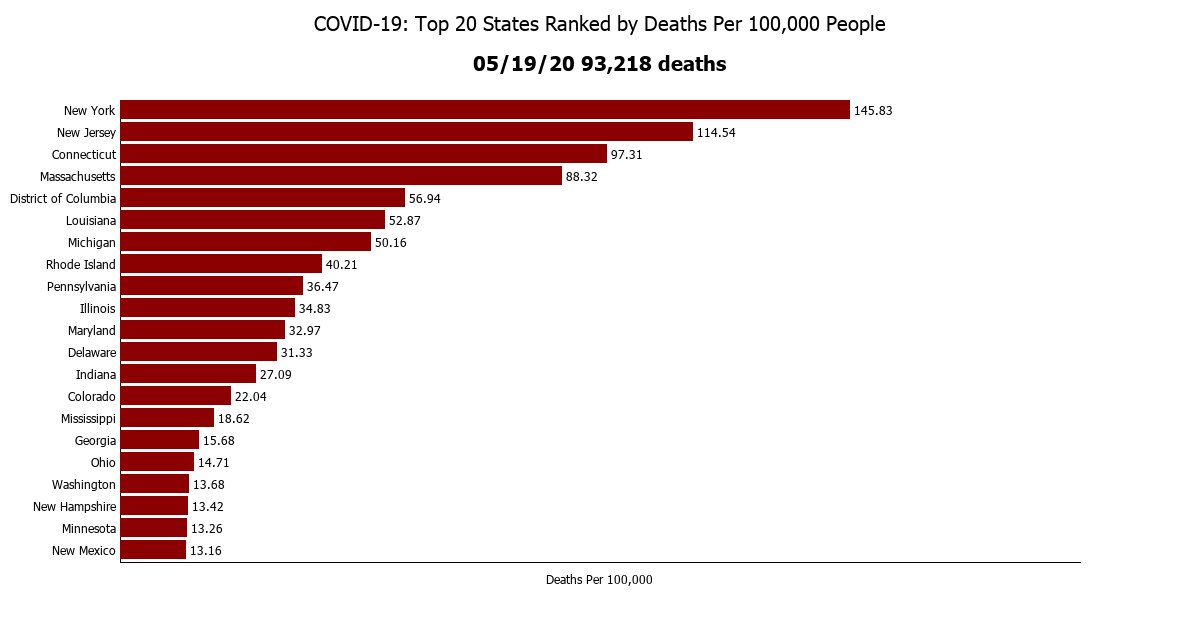 COVID-19: Top 20 States Ranked by Deaths Per 100,000 People
05/19/20 93,218 deaths
New York 145.83
New Jersey 114.54
Connecticut 97.31
Massachusetts 88.32
District of Columbia 56.94
Louisiana 52.87
Michigan 50.16
Rhode Island 40.21
Pennsylvania 36.47
Illinois 34.83
Maryland 32.97
Delaware 31.33
Indiana 27.09
Colorado 22.04
Mississippi 18.62
Georgia 15.68
Ohio 14.71
Washington 13.68
New Hampshire 13.42
Minnesota 13.26
New Mexico 13.16
Deaths Per 100,000